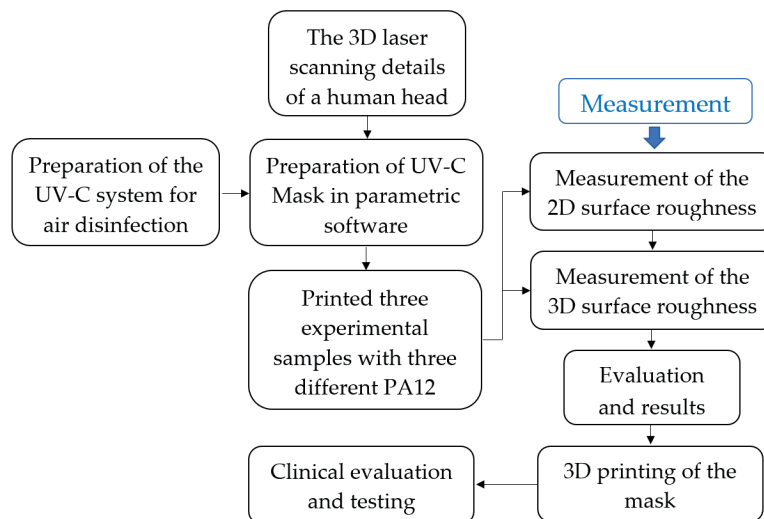 The 3D laser
scanning details
of a human head
Measurement
Preparation of the
UV-C system for
air disinfection
Preparation of UV-C
Mask in parametric
software
Measurement of the
2D surface roughness
Printed three
experimental
samples with three
different PA12
Measurement of the
3D surface roughness
Evaluation
and results
Clinical evaluation
and testing
3D printing of the
mask